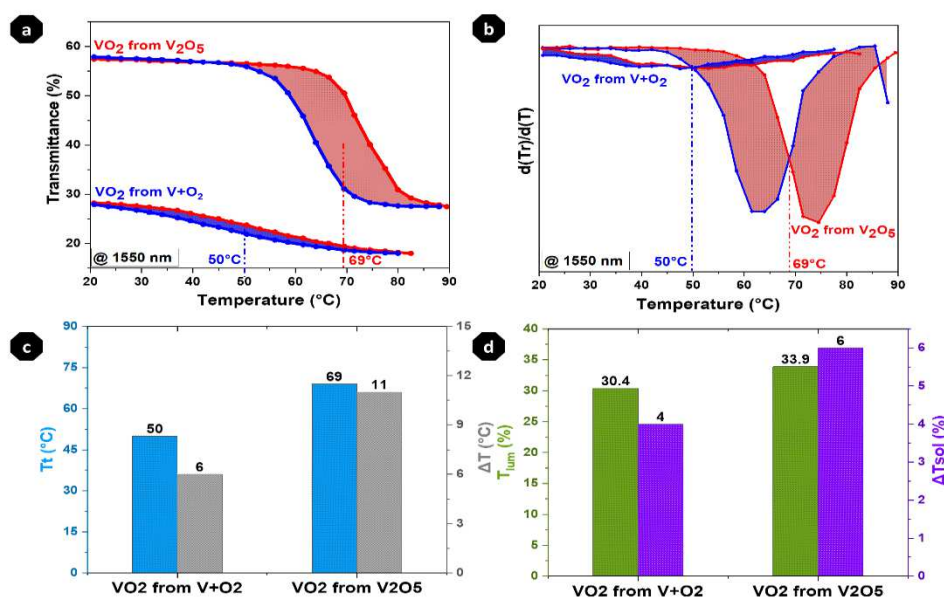 a
VO2 from V2O5
VO2 from V+O2
@ 1550 nm
50°C
69°C
60
50
40
30
20
Transmittance (%)
20 30 40 50 60 70 80 90
Temperature (°C)
b
VO2 from V+O2
VO2 from V2O5
@ 1550 nm
50°C
69°C
d(Tr)/d(T)
20 30 40 50 60 70 80 90
Temperature (°C)
c
90
75
60
45
30
15
0
Tt (°C)
50
6
69
11
15
12
9
6
3
0
ΔT (°C)
VO2 from V+O2 VO2 from V2O5
d
40
35
30
25
20
15
10
5
0
Tlum (%)
30.4
4
33.9
6
6
5
4
3
2
1
0
ΔTsol (%)
VO2 from V+O2 VO2 from V2O5